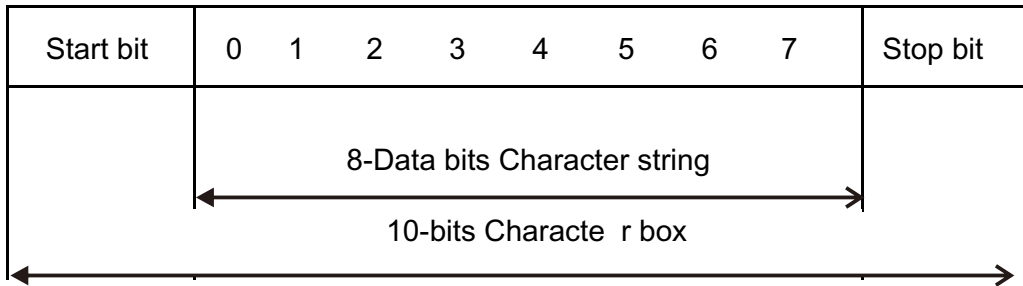 Start bit 0 1 2 3 4 5 6 7 Stop bit
8-Data bits Character string
10-bits Characte r box